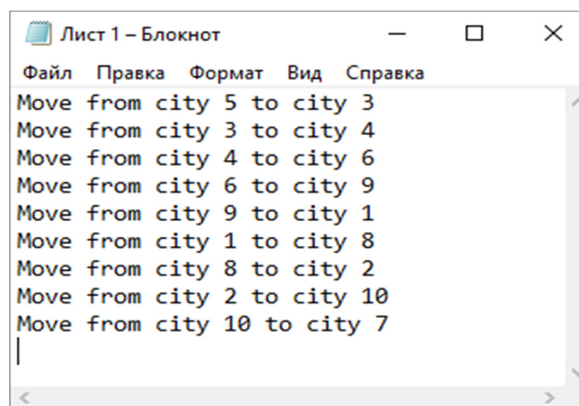 Лист 1 – Блокнот
Файл Правка Формат Вид Справка
Move from city 5 to city 3
Move from city 3 to city 4
Move from city 4 to city 6
Move from city 6 to city 9
Move from city 9 to city 1
Move from city 1 to city 8
Move from city 8 to city 2
Move from city 2 to city 10
Move from city 10 to city 7